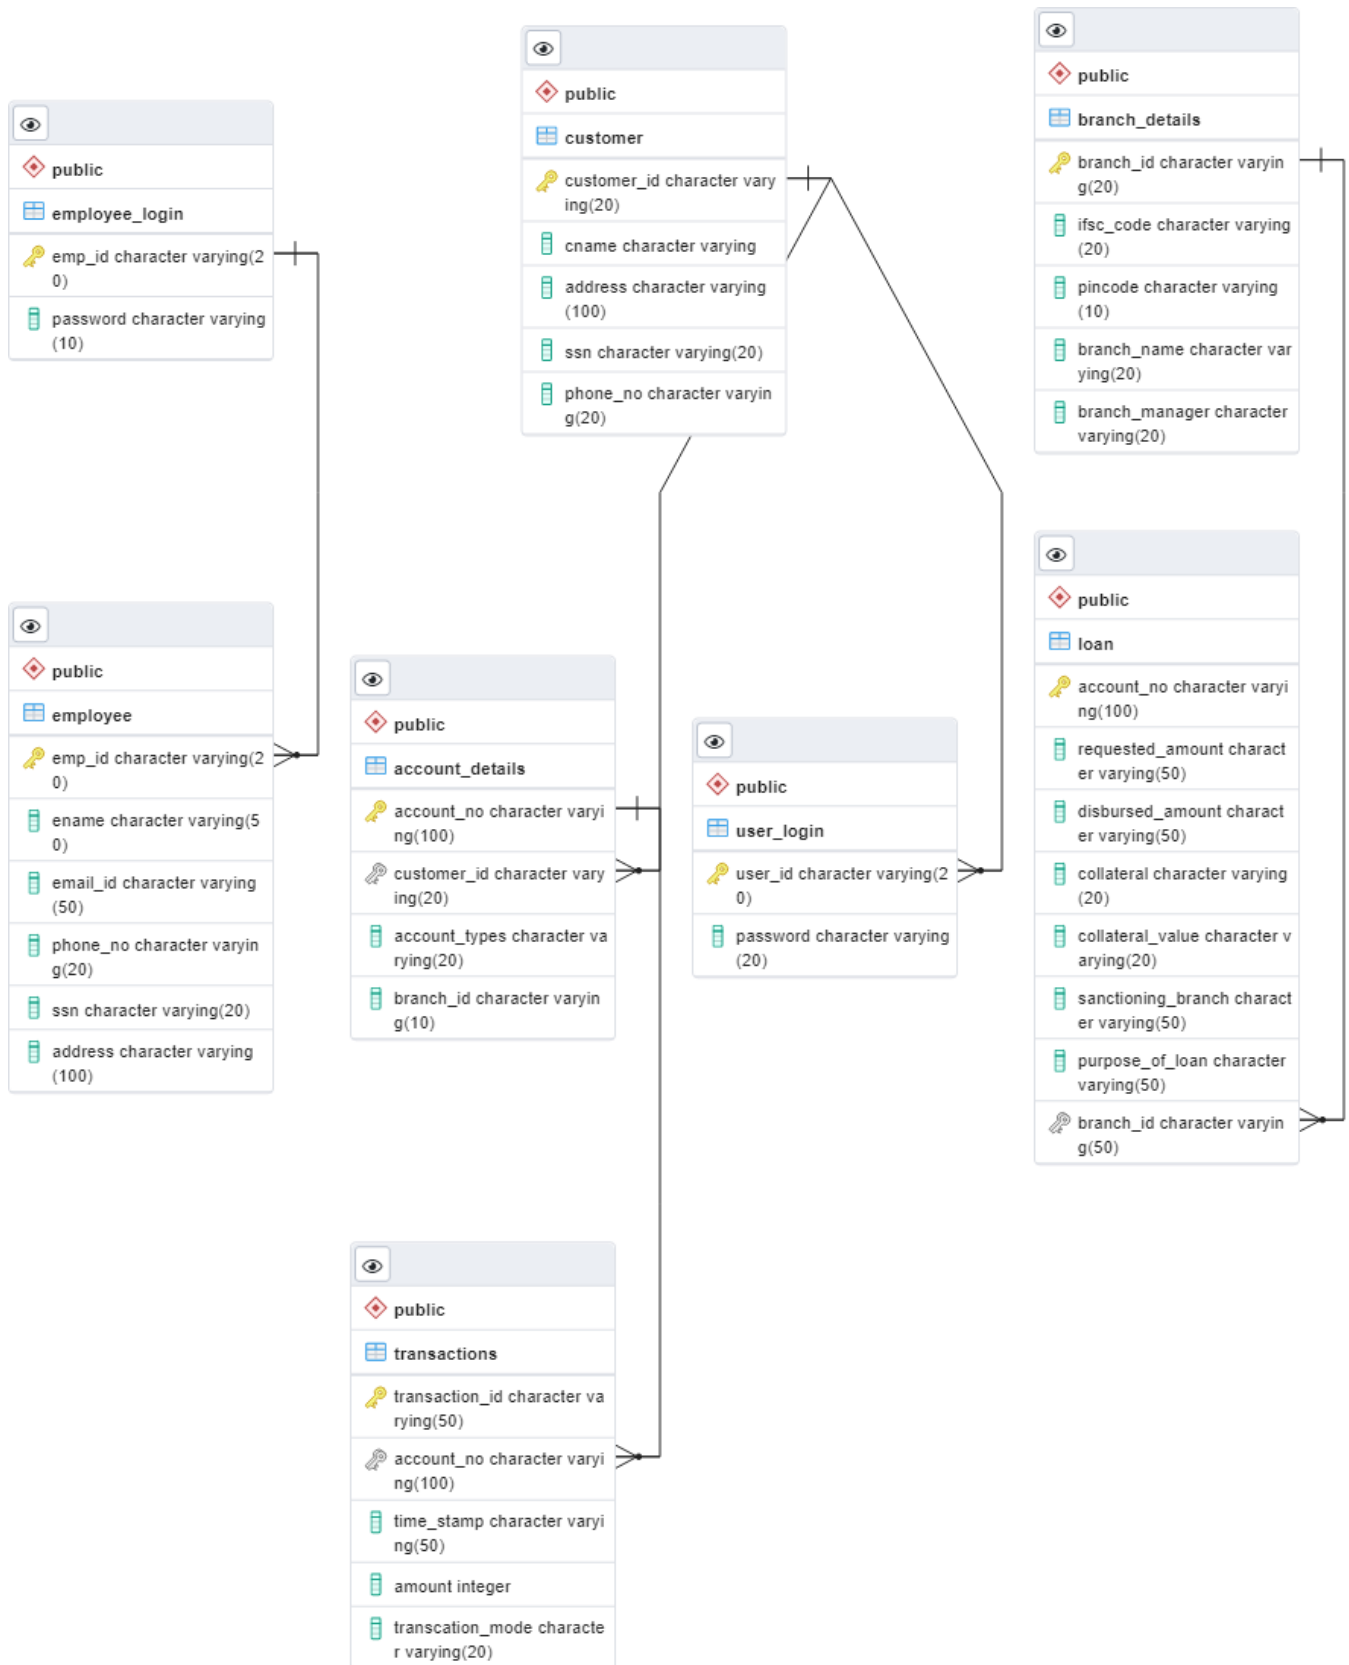 public
employee_login
emp_id character varying(2
0)
password character varying
(10)
public
customer
customer_id character vary
ing(20)
cname character varying
address character varying
(100)
ssn character varying(20)
phone_no character varyin
g(20)
public
branch_details
branch_id character varyin
g(20)
ifsc_code character varying
(20)
pincode character varying
(10)
branch_name character var
ying(20)
branch_manager character
varying(20)
public
employee
emp_id character varying(2
0)
ename character varying(5
0)
email_id character varying
(50)
phone_no character varyin
g(20)
ssn character varying(20)
address character varying
(100)
public
account_details
account_no character varyi
ng(100)
customer_id character vary
ing(20)
account_types character va
rying(20)
branch_id character varyin
g(10)
public
user_login
user_id character varying(2
0)
password character varying
(20)
public
loan
account_no character varyi
ng(100)
requested_amount charact
er varying(50)
disbursed_amount charact
er varying(50)
collateral character varying
(20)
collateral_value character v
arying(20)
sanctioning_branch charact
er varying(50)
purpose_of_loan character
varying(50)
branch_id character varyin
g(50)
public
transactions
transaction_id character va
rying(50)
account_no character varyi
ng(100)
time_stamp character varyi
ng(50)
amount integer
transcation_mode characte
r varying(20)